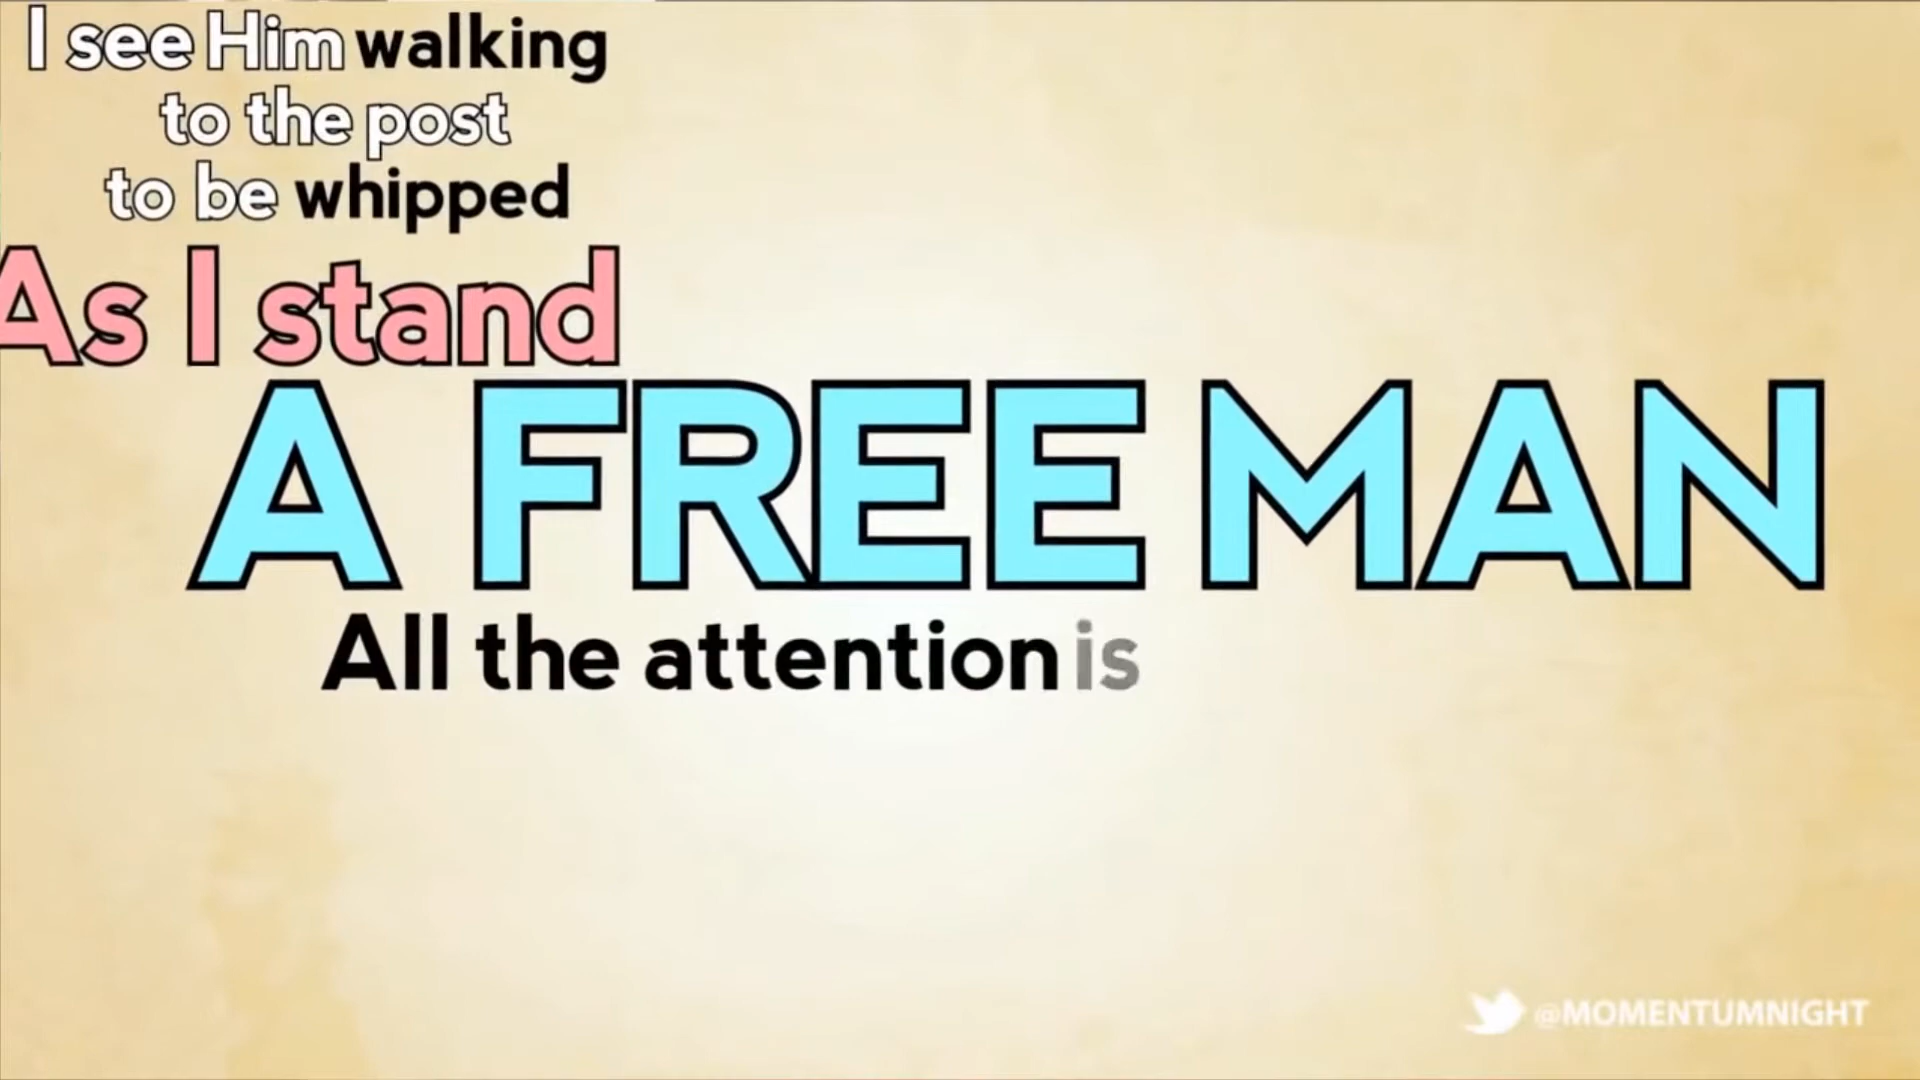 I see Him walking
to the post
to be whipped
As I stand
A FREE MAN
All the attention is
@MOMENTUMNIGHT